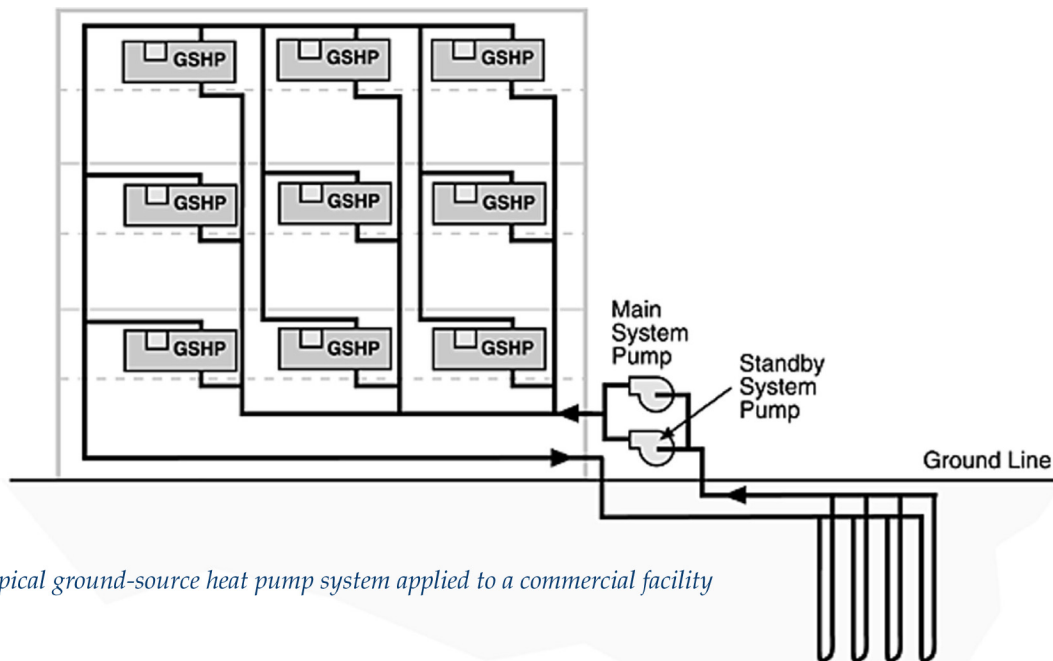 GSHP GSHP GSHP
GSHP GSHP GSHP
Main
System
Pump
Standby
System
Pump
GSHP GSHP GSHP
Ground Line
pical ground-source heat pump system applied to a commercial facility